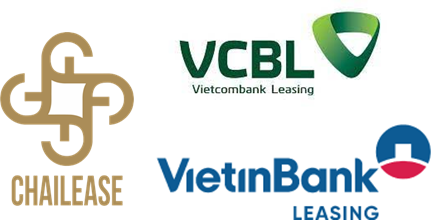 VCBL
Vietcombank Leasing
CHAILEASE
VietinBank
LEASING